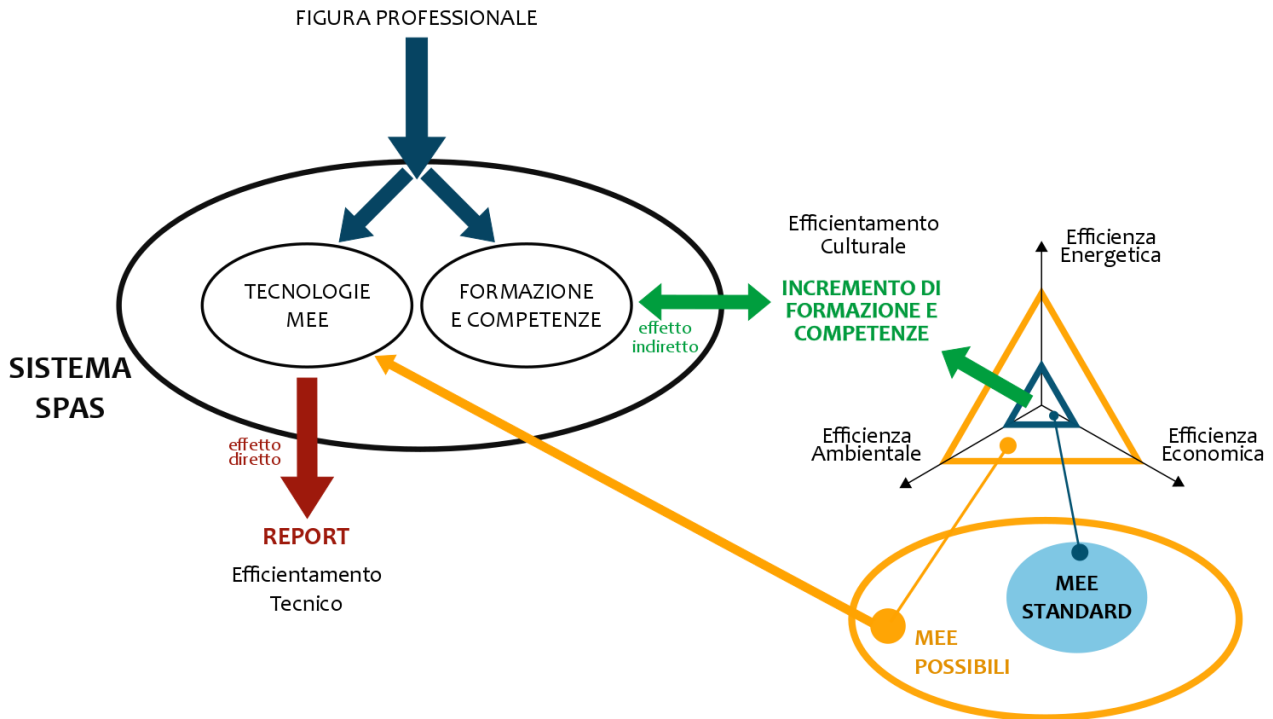 FIGURA PROFESSIONALE
TECNOLOGIE
MEE
FORMAZIONE
E COMPETENZE
SISTEMA
SPAS
effetto
diretto
REPORT
Efficientamento
Tecnico
effetto
indiretto
Efficientamento
Culturale
INCREMENTO DI
FORMAZIONE E
COMPETENZE
Efficienza
Energetica
Efficienza
Ambientale
Efficienza
Economica
MEE
STANDARD
MEE
POSSIBILI